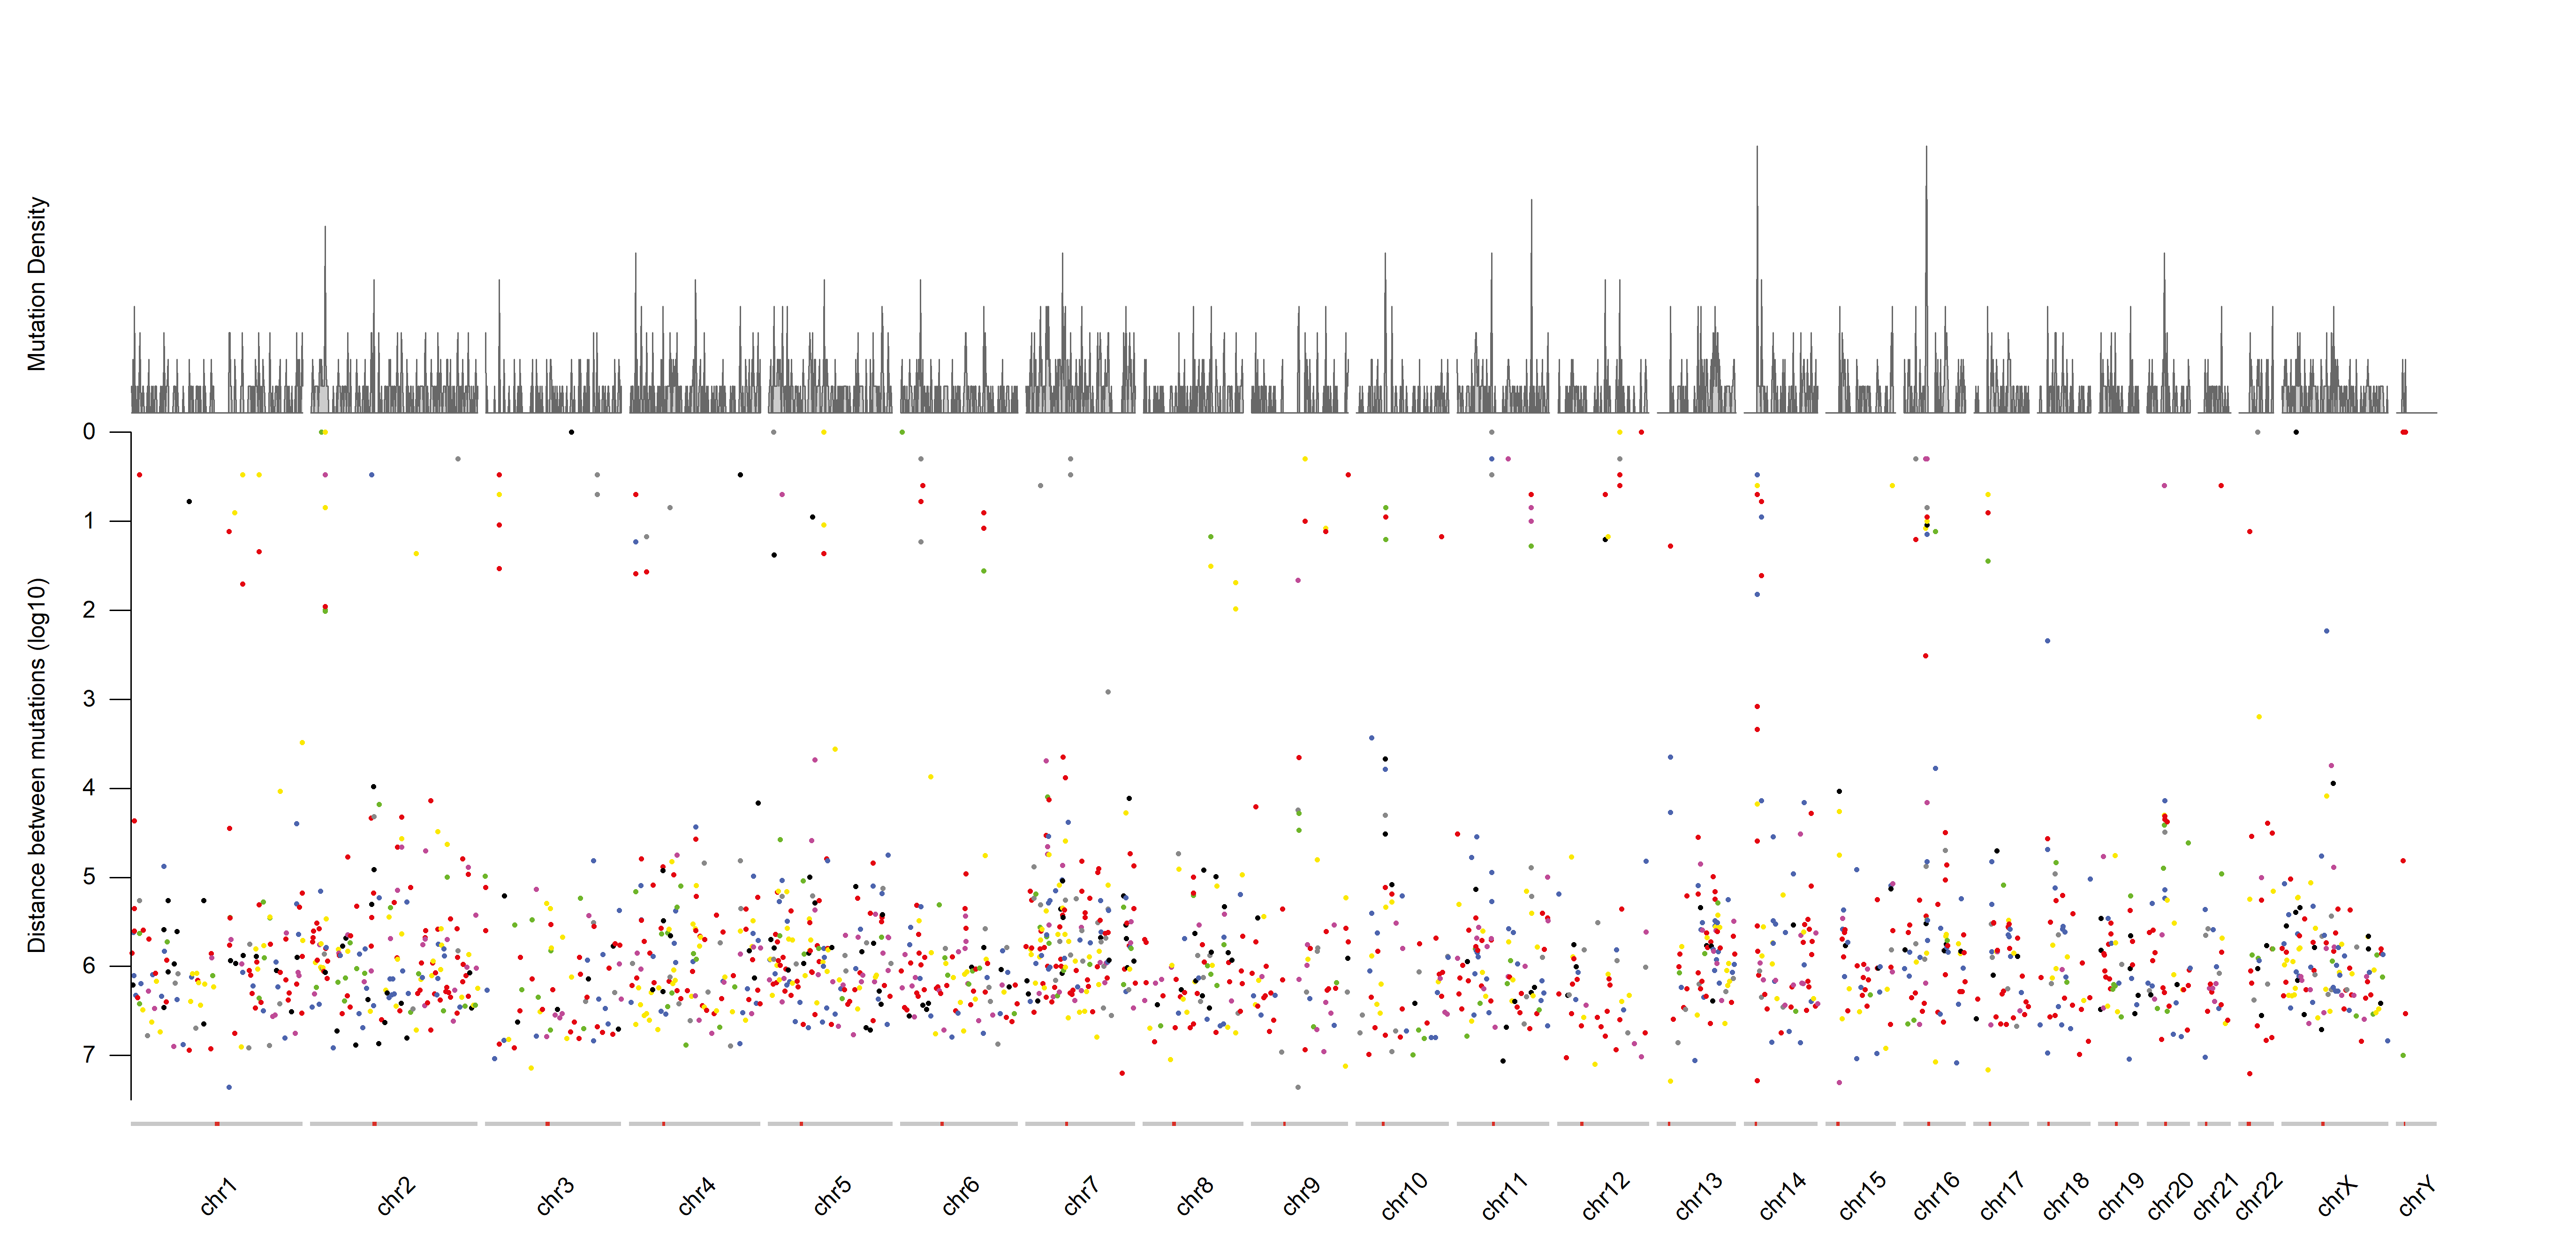 Mutation Density
Distance between mutations (log10)
0
1
2
3
4
5
6
7
chr1
chr2
chr3
chr4
chr5
chr6
chr7
chr8
chr9
chr10
chr11
chr12
chr13
chr14
chr15
chr16
chr17
chr18
chr19
chr20
chr21
chr22
chrX
chrY